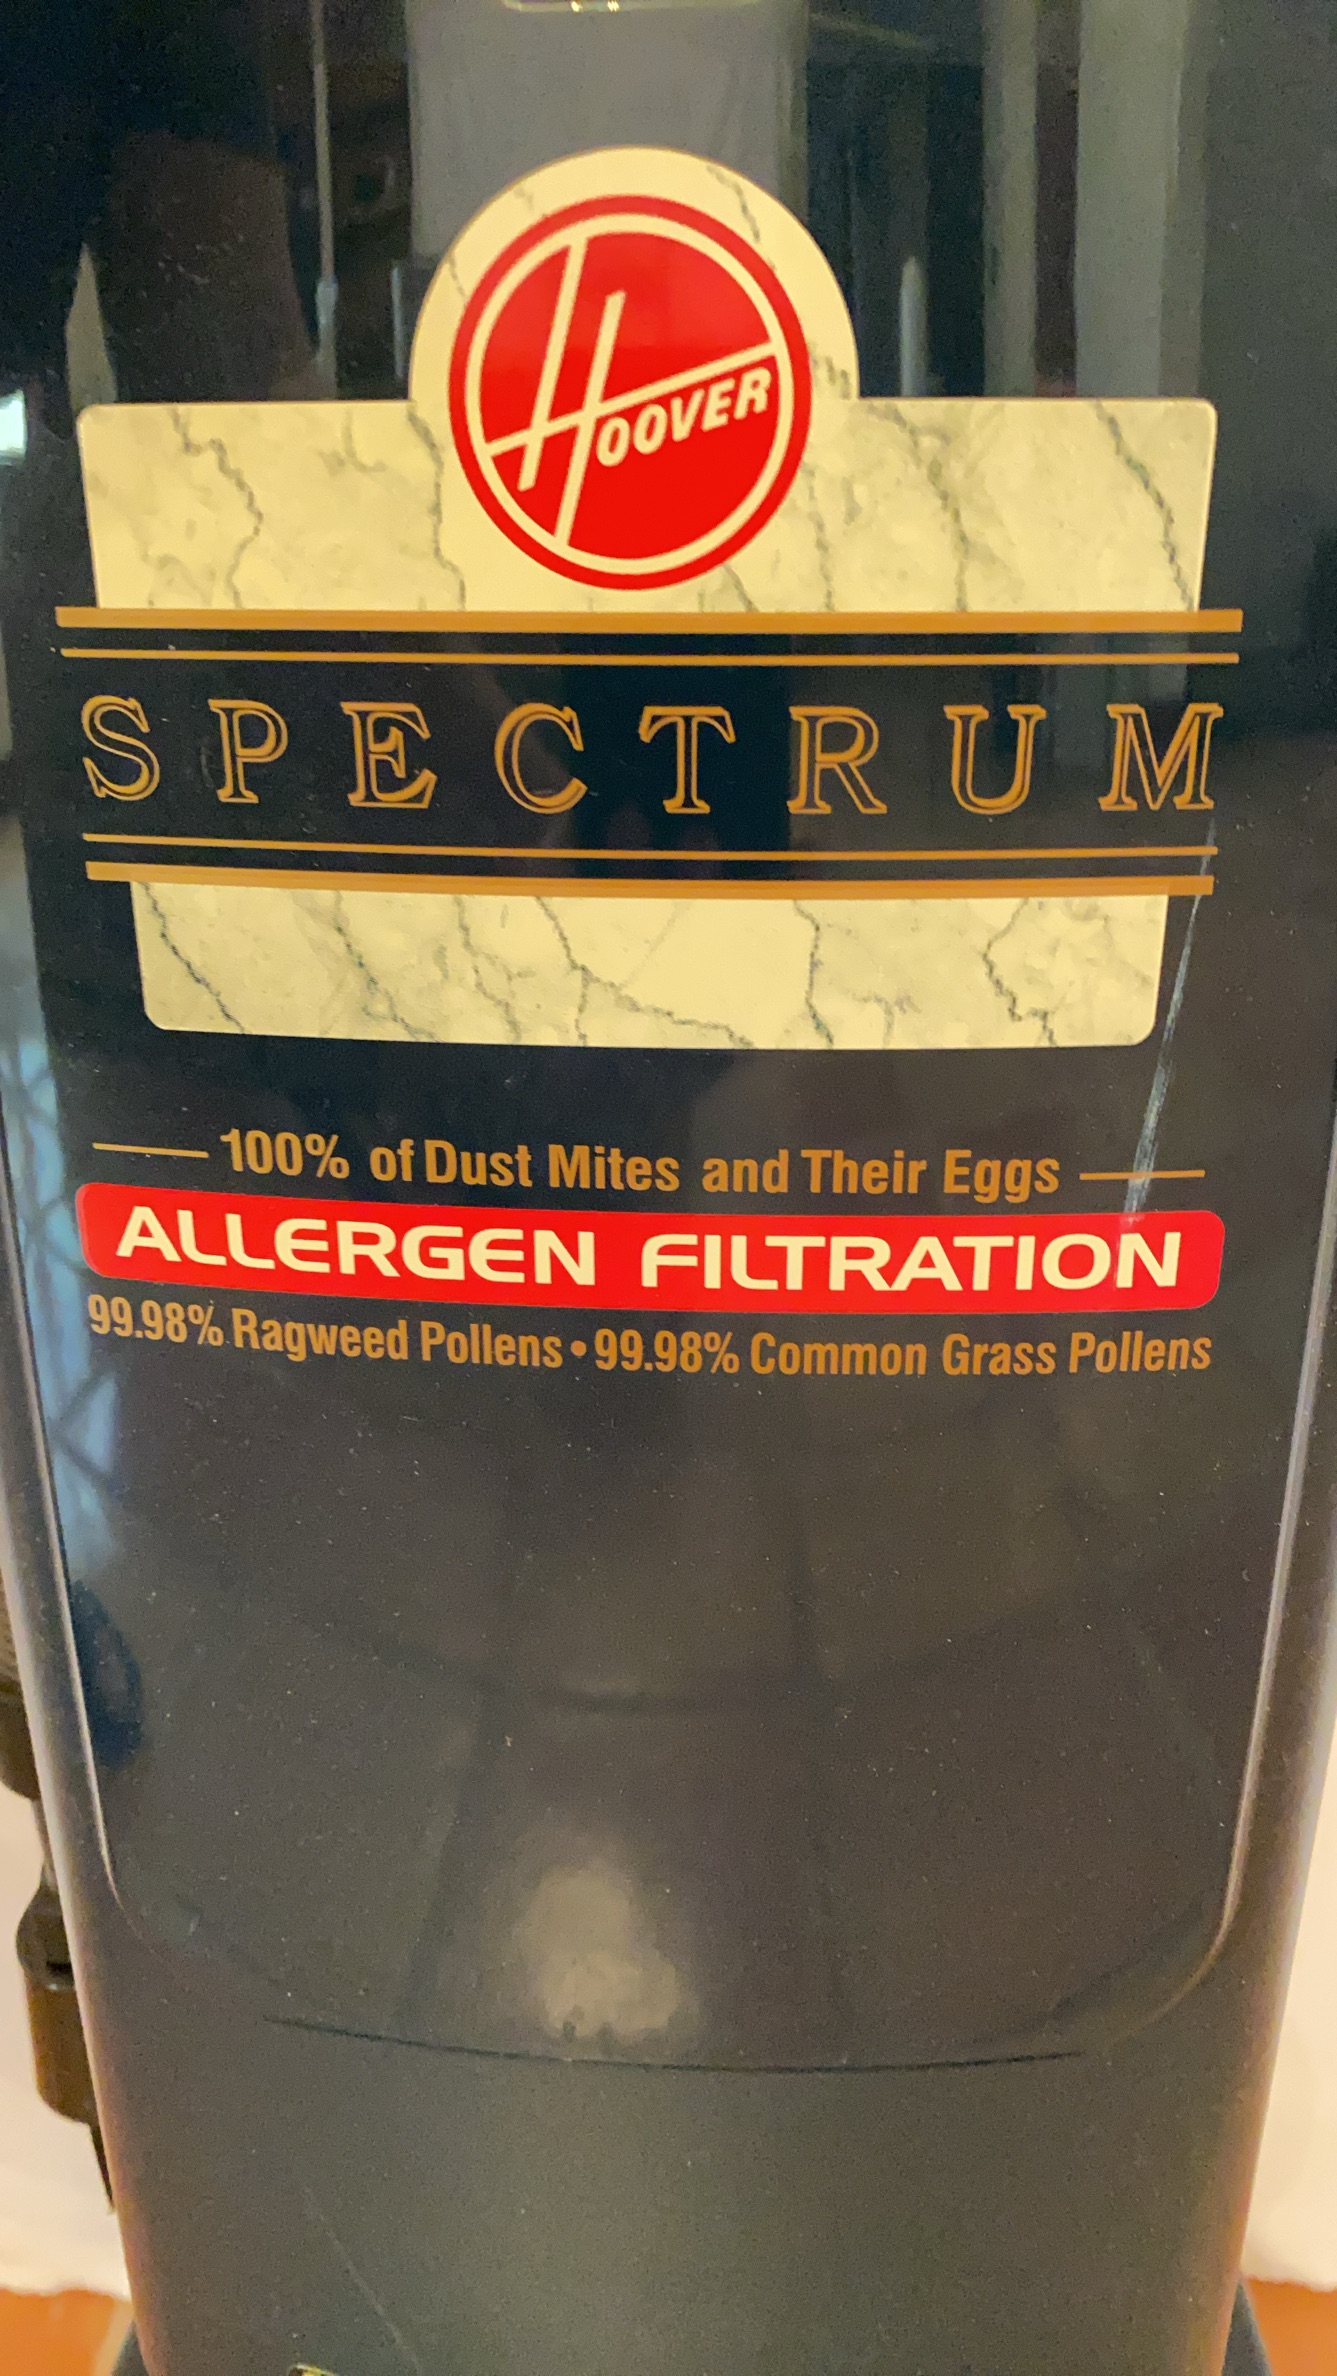 HOOVER
SPECTRUM
100% of Dust Mites and Their Eggs
ALLERGEN FILTRATION
99.98% Ragweed Pollens • 99.98% Common Grass Pollens